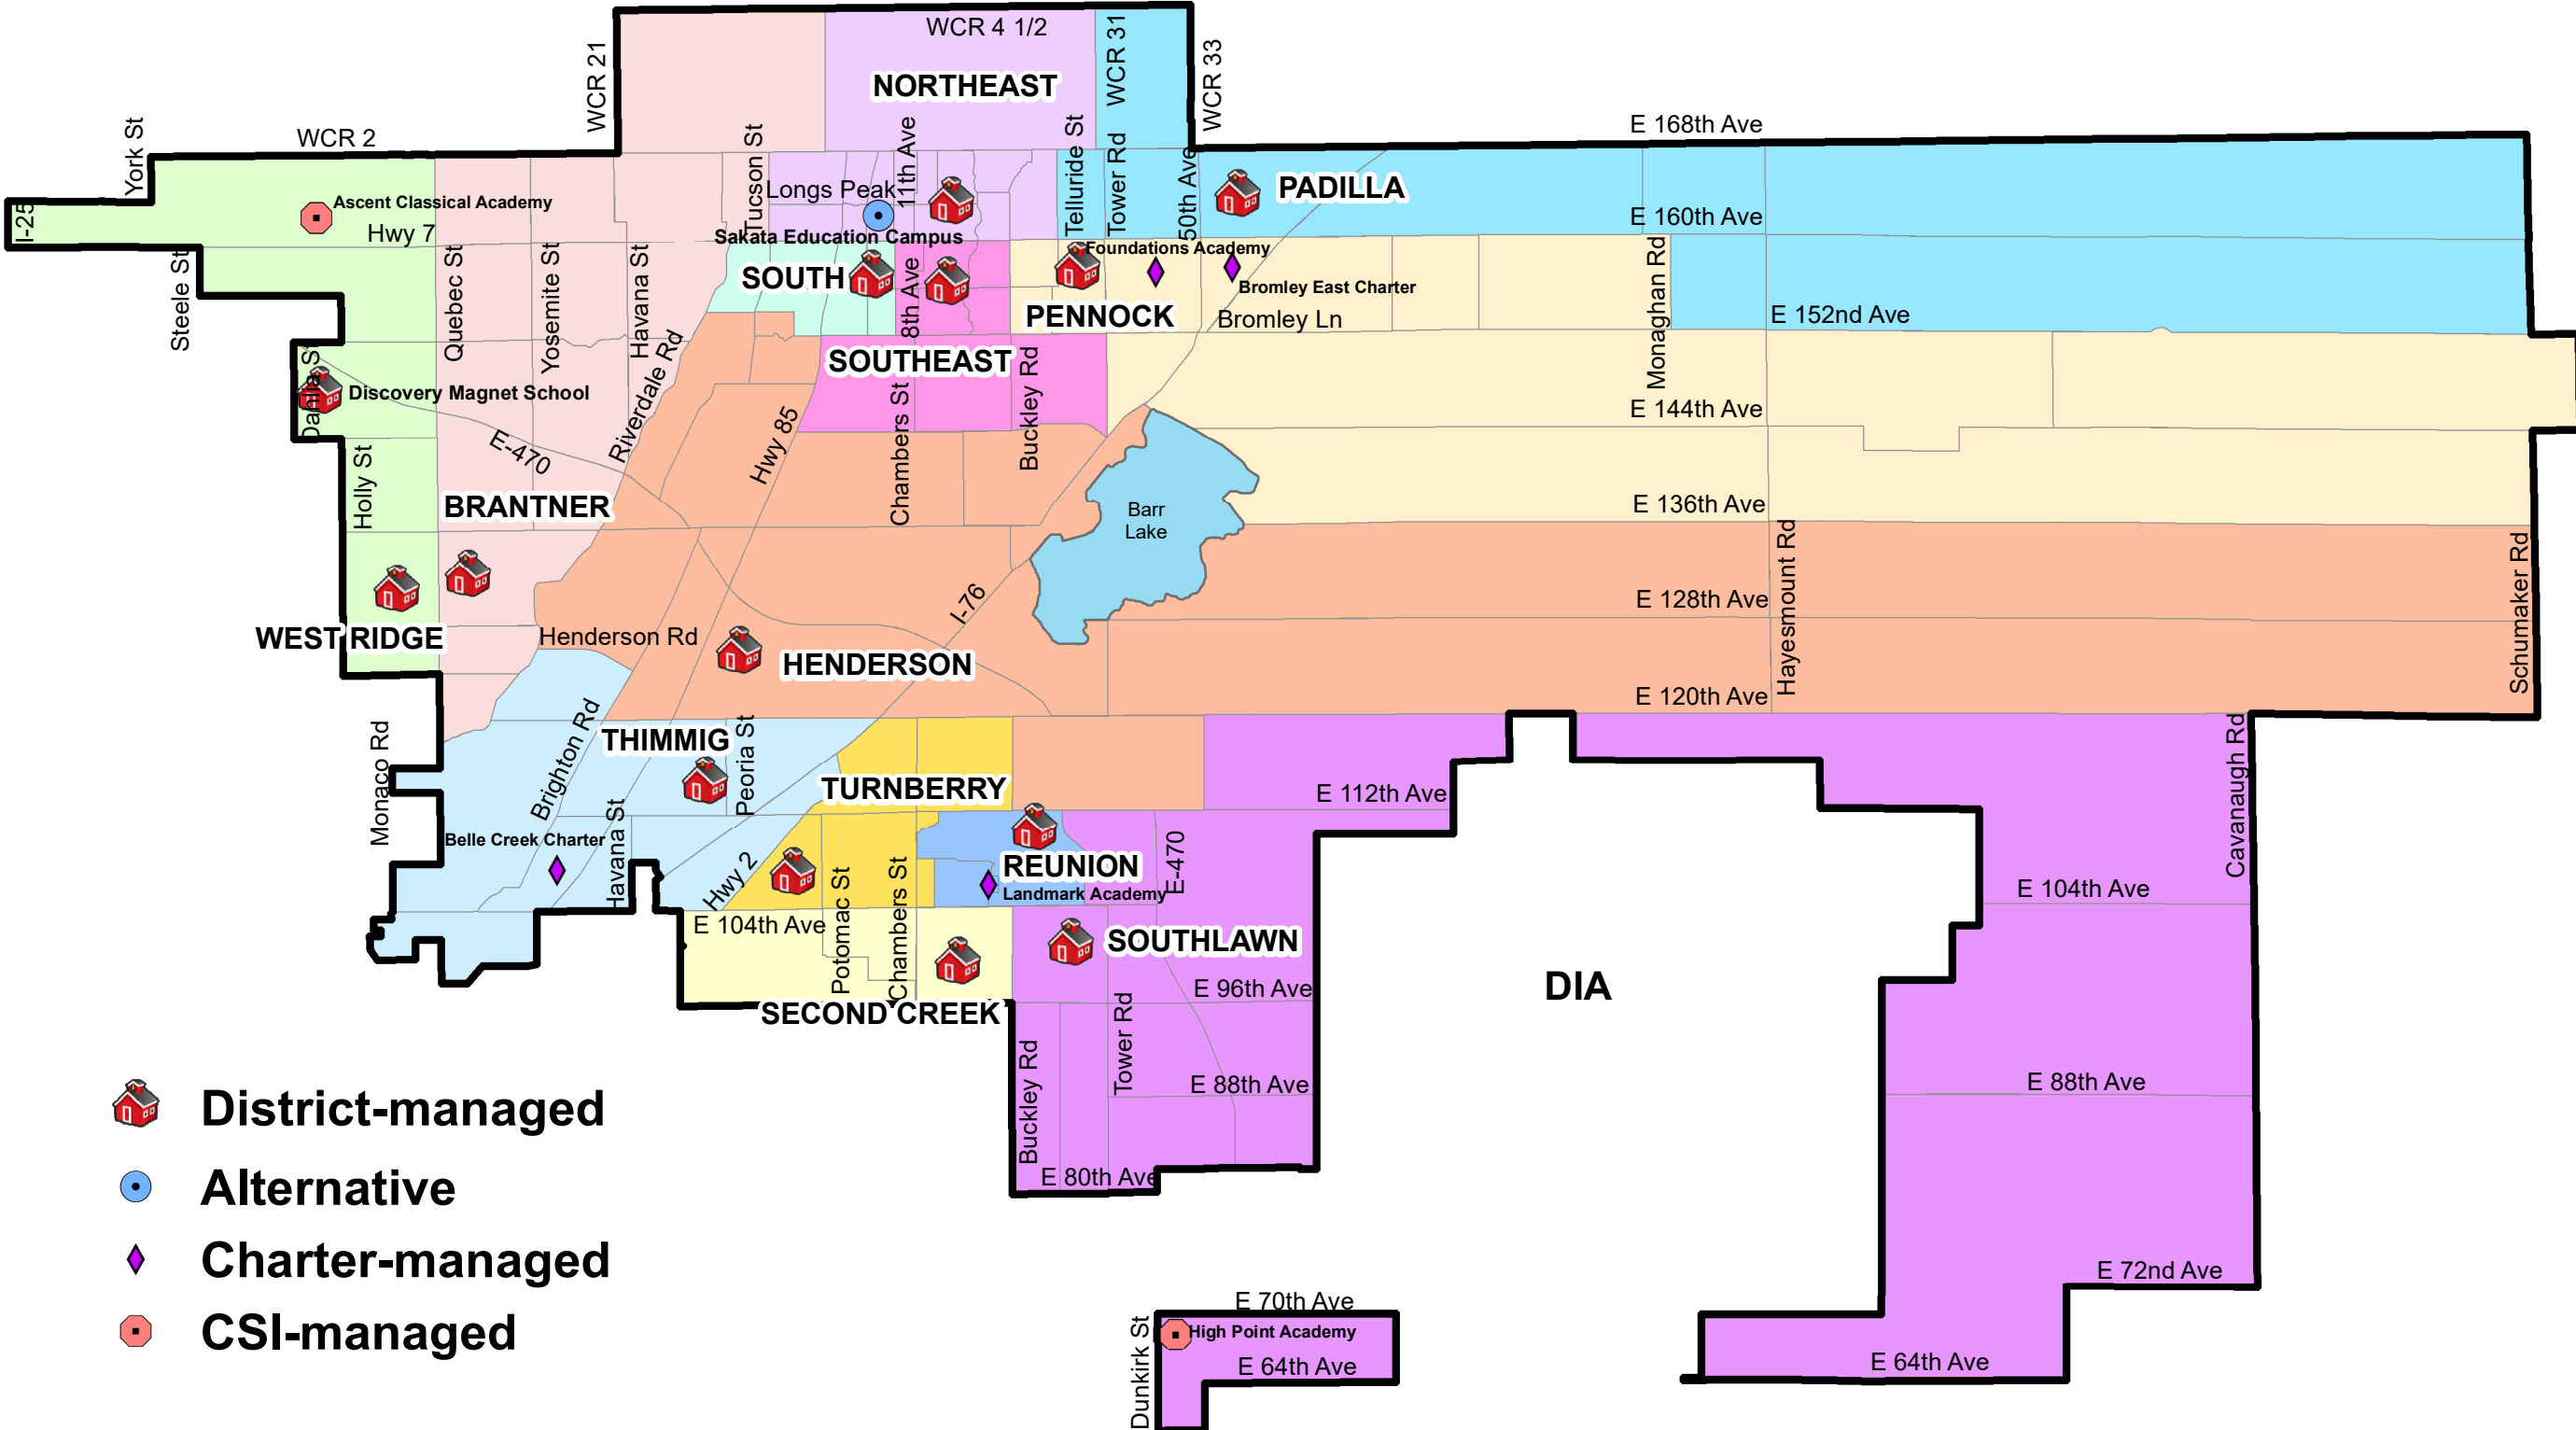 WCR 4 1/2
WCR 21
WCR 31
WCR 33
NORTHEAST
York St
WCR 2
E 168th Ave
Tucson St
11th Ave
Telluride St
Tower Rd
50th Ave
Longs Peak
PADILLA
I-25
Ascent Classical Academy
Hwy 7
E 160th Ave
Sakata Education Campus
Foundations Academy
Steele St
Quebec St
Yosemite St
Havana St
SOUTH
8th Ave
Bromley East Charter
Monaghan Rd
PENNOCK
Bromley Ln
E 152nd Ave
Riverdale Rd
SOUTHEAST
Buckley Rd
Dahlia St
Discovery Magnet School
Chambers St
E 144th Ave
Hwy 85
E-470
Holly St
BRANTNER
Barr
Lake
E 136th Ave
Hayesmount Rd
Schumaker Rd
I-76
E 128th Ave
WEST RIDGE
Henderson Rd
HENDERSON
E 120th Ave
Monaco Rd
Brighton Rd
THIMMIG
Peoria St
TURNBERRY
E 112th Ave
Cavanaugh Rd
Belle Creek Charter
Havana St
Hwy 2
Potomac St
Chambers St
REUNION
Landmark Academy
E-470
E 104th Ave
E 104th Ave
SOUTHLAWN
DIA
E 96th Ave
SECOND CREEK
Buckley Rd
Tower Rd
E 88th Ave
E 88th Ave
E 80th Ave
District-managed
Alternative
Charter-managed
CSI-managed
E 72nd Ave
E 70th Ave
Dunkirk St
High Point Academy
E 64th Ave
E 64th Ave